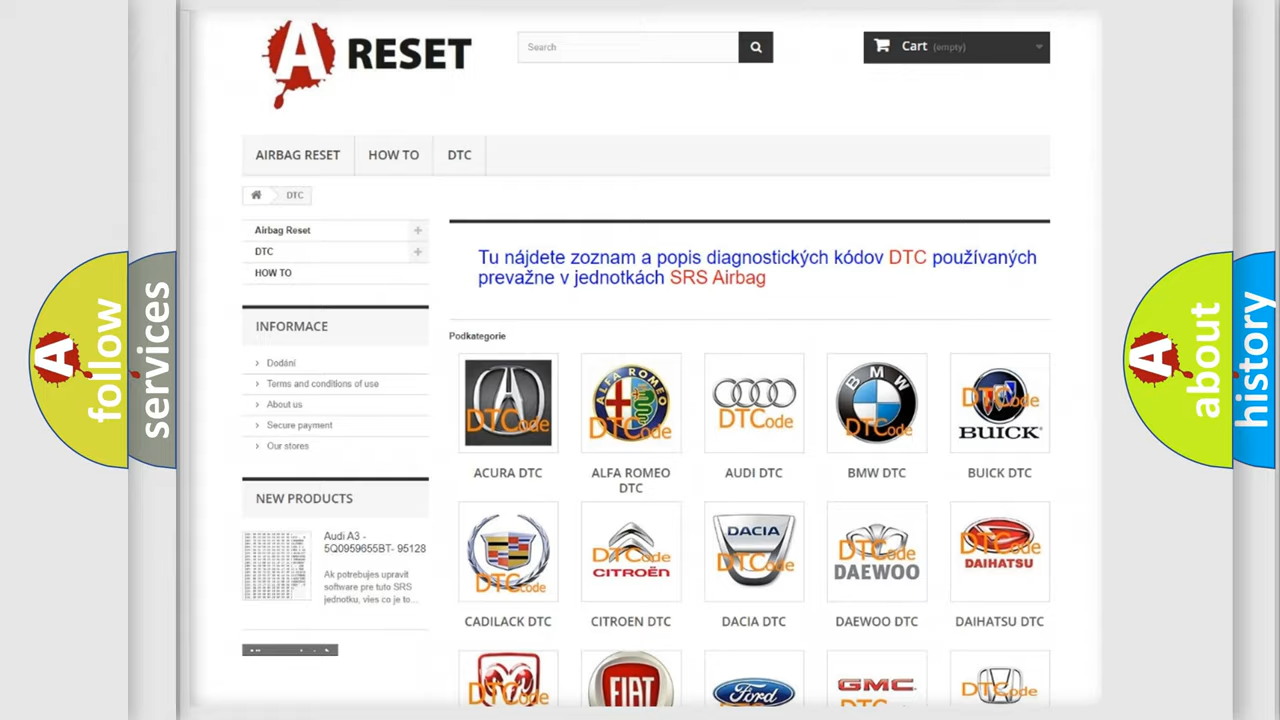 A RESET
Search
Cart (empty)
AIRBAG RESET
HOW TO
DTC
DTC
Airbag Reset
DTC
HOW TO
INFORMACE
Dodání
Terms and conditions of use
About us
Secure payment
Our stores
NEW PRODUCTS
Audi A3 -
5Q0959655BT- 95128
Ak potrebujes upravit
software pre tuto SRS
jednotku, vies co je to...
Tu nájdete zoznam a popis diagnostických kódov DTC používaných
prevažne v jednotkách SRS Airbag
Podkategorie
DTCode
ALFA ROMEO
DTCode
DTCode
BMW
DTCode
DTCode
BUICK
ACURA DTC
ALFA ROMEO
DTC
AUDI DTC
BMW DTC
BUICK DTC
DTCode
DTCode
CITROËN
DACIA
DTCode
DTCode
DAEWOO
DTCode
DAIHATSU
CADILACK DTC
CITROEN DTC
DACIA DTC
DAEWOO DTC
DAIHATSU DTC
DTCode
FIAT
Ford
GMC
DTCode
A follow
services
A about
history